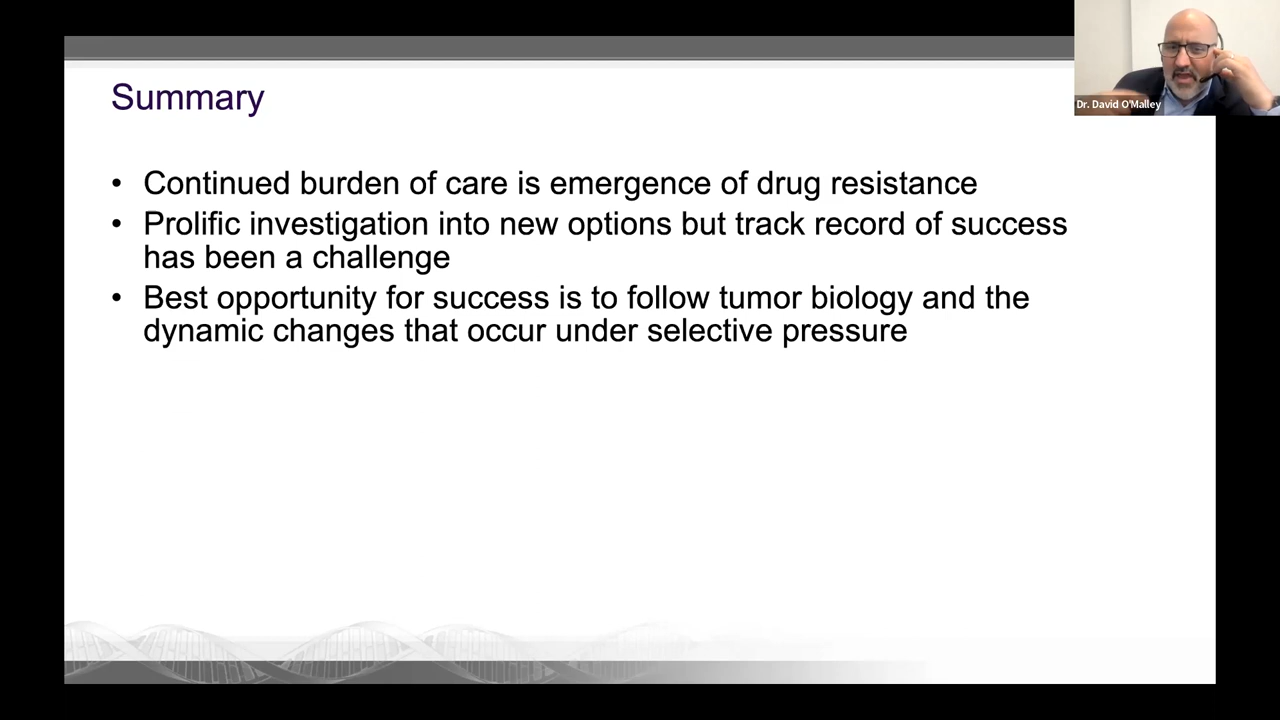 Summary
Dr. David O'Malley
• Continued burden of care is emergence of drug resistance
• Prolific investigation into new options but track record of success
has been a challenge
• Best opportunity for success is to follow tumor biology and the
dynamic changes that occur under selective pressure